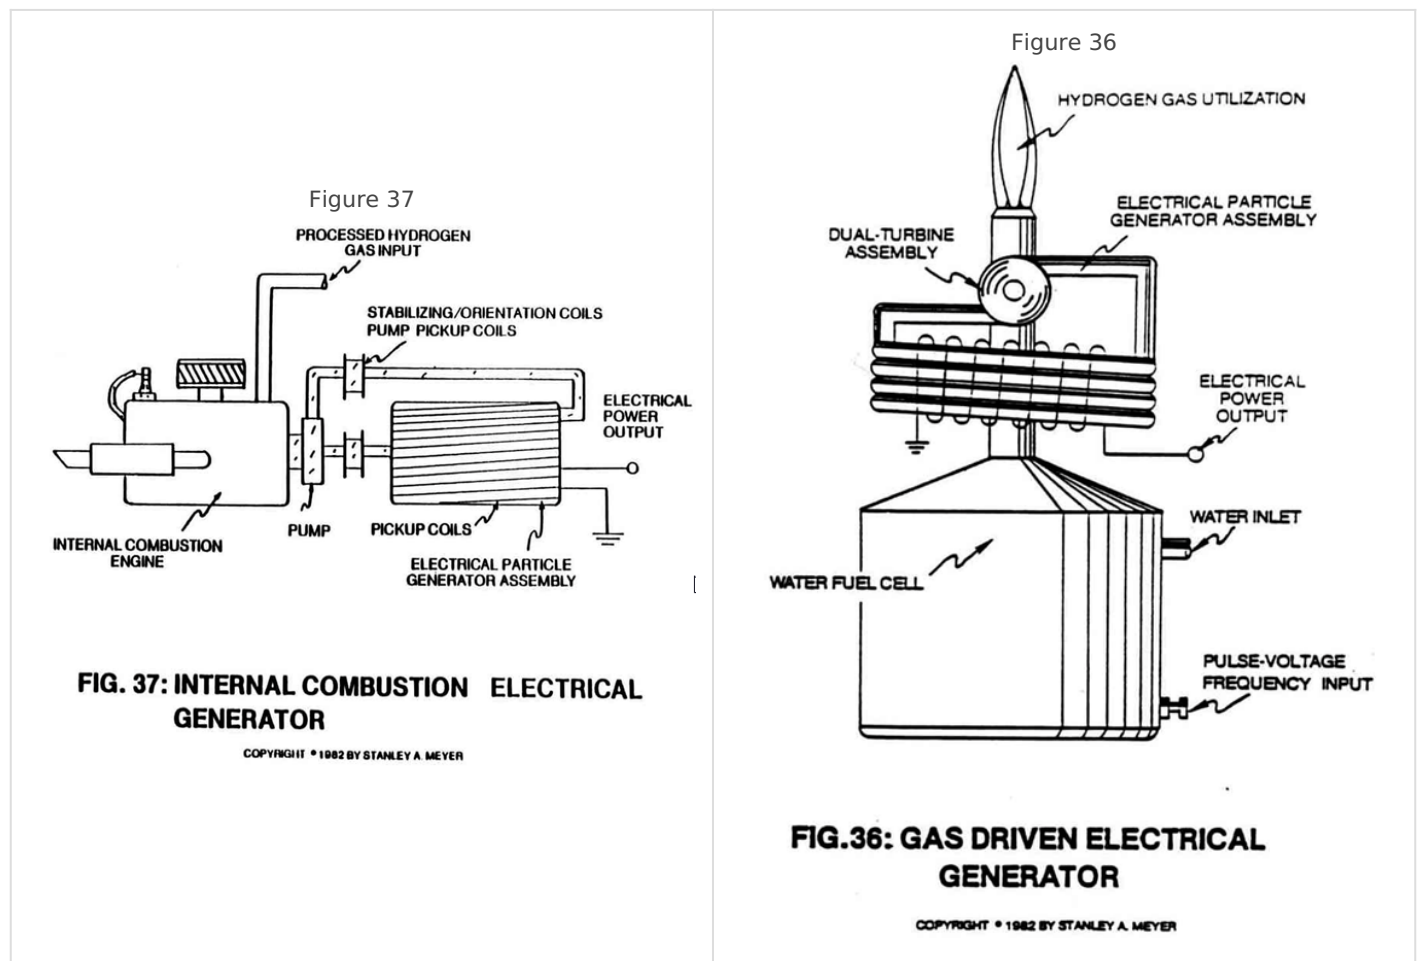 Figure 37
PROCESSED HYDROGEN
GAS INPUT
STABILIZING/ORIENTATION COILS
PUMP PICKUP COILS
ELECTRICAL
POWER
OUTPUT
PUMP
PICKUP COILS
INTERNAL COMBUSTION
ENGINE
ELECTRICAL PARTICLE
GENERATOR ASSEMBLY
FIG. 37: INTERNAL COMBUSTION ELECTRICAL
GENERATOR
COPYRIGHT © 1982 BY STANLEY A. MEYER
Figure 36
HYDROGEN GAS UTILIZATION
ELECTRICAL PARTICLE
GENERATOR ASSEMBLY
DUAL-TURBINE
ASSEMBLY
ELECTRICAL
POWER
OUTPUT
WATER INLET
WATER FUEL CELL
PULSE-VOLTAGE
FREQUENCY INPUT
FIG.36: GAS DRIVEN ELECTRICAL
GENERATOR
COPYRIGHT © 1982 BY STANLEY A. MEYER